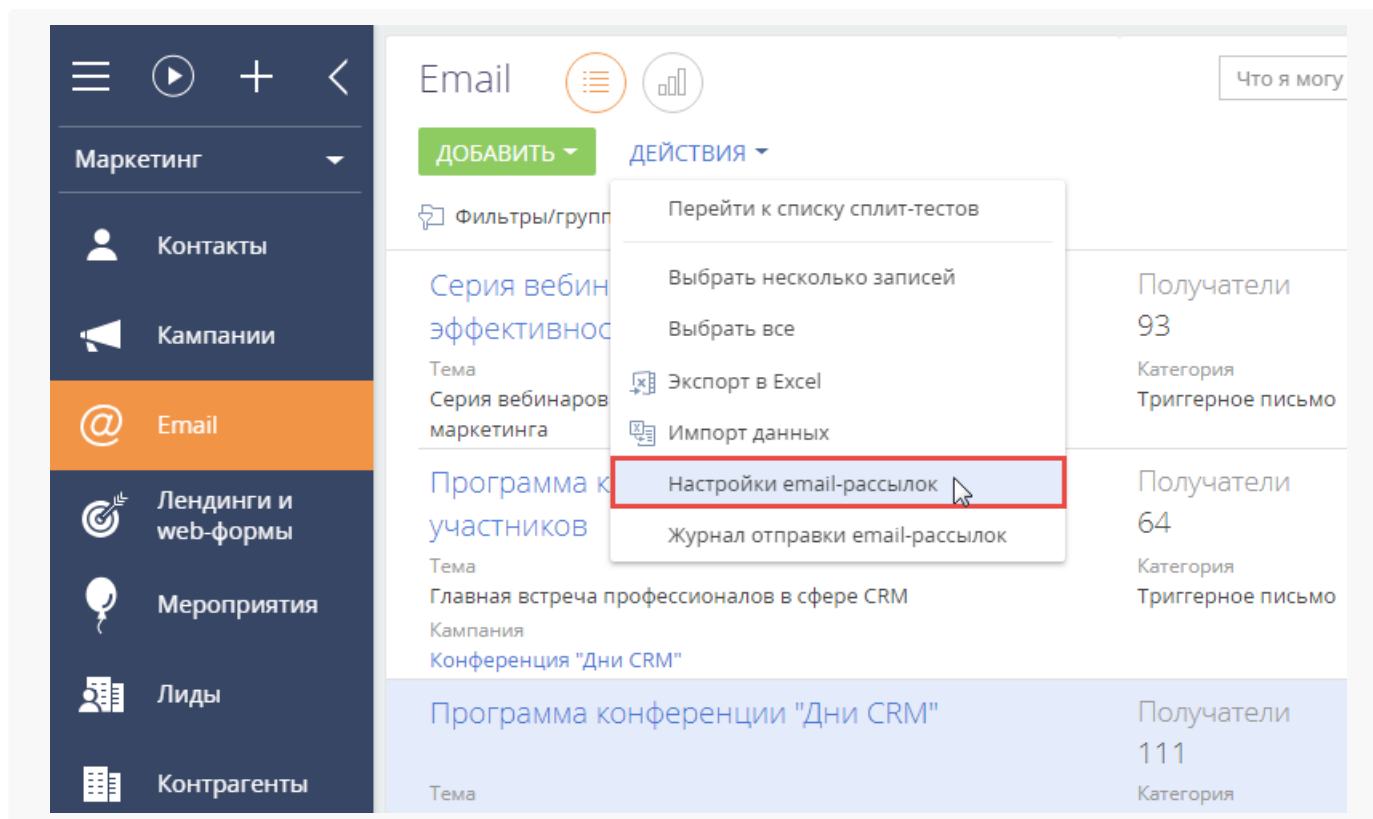 Email
Что я могу
ДОБАВИТЬ
ДЕЙСТВИЯ
Маркетинг
Контакты
Кампании
Email
Лендинги и
web-формы
Мероприятия
Лиды
Контрагенты
Фильтры/групп
Перейти к списку сплит-тестов
Выбрать несколько записей
Выбрать все
Экспорт в Excel
Импорт данных
Настройки email-рассылок
Журнал отправки email-рассылок
Серия вебин
эффективнос
Тема
Серия вебинаров
маркетинга
Получатели
93
Категория
Триггерное письмо
Программа к
участников
Тема
Главная встреча профессионалов в сфере CRM
Кампания
Конференция "Дни CRM"
Получатели
64
Категория
Триггерное письмо
Программа конференции "Дни CRM"
Тема
Получатели
111
Категория